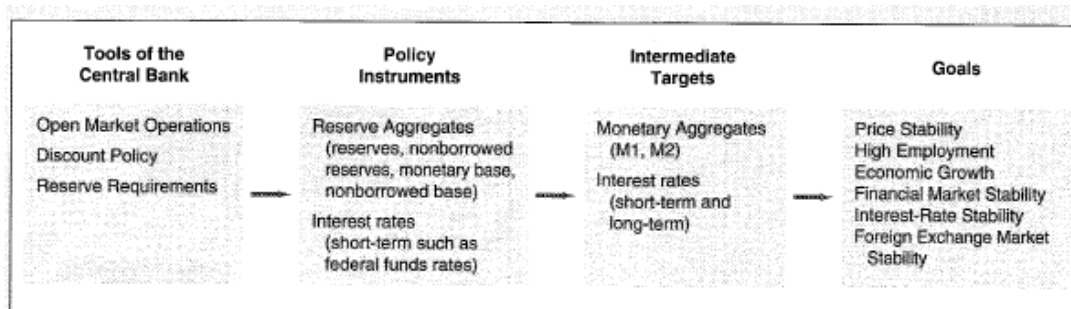 Tools of the
Central Bank
Open Market Operations
Discount Policy
Reserve Requirements
Policy
Instruments
Reserve Aggregates
(reserves, nonborrowed
reserves, monetary base,
nonborrowed base)
Interest rates
(short-term such as
federal funds rates)
Intermediate
Targets
Monetary Aggregates
(M1, M2)
Interest rates
(short-term and
long-term)
Goals
Price Stability
High Employment
Economic Growth
Financial Market Stability
Interest-Rate Stability
Foreign Exchange Market
Stability